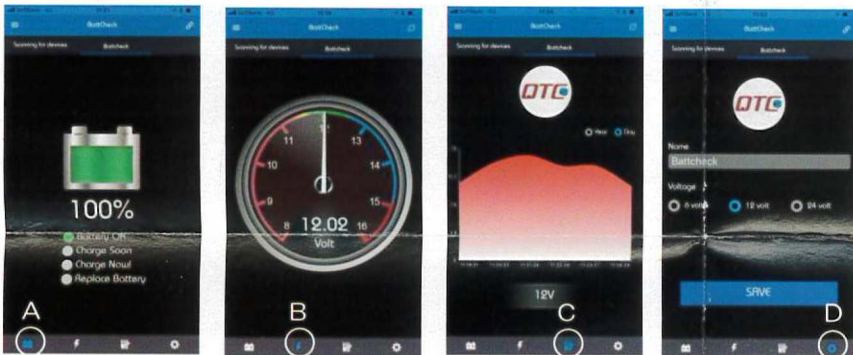 BattCheck
Scanning for devices
Battcheck
100%
Battery OK
Charge Soon
Charge Now!
Replace Battery
A
BattCheck
Scanning for devices
Battcheck
8
9
10
11
12
13
14
15
16
12.02
Volt
B
BattCheck
Scanning for devices
Battcheck
QTC
Hour Day
12V
C
BattCheck
Scanning for devices
Battcheck
QTC
Name
Battcheck
Voltage
6 volt 12 volt 24 volt
SAVE
D